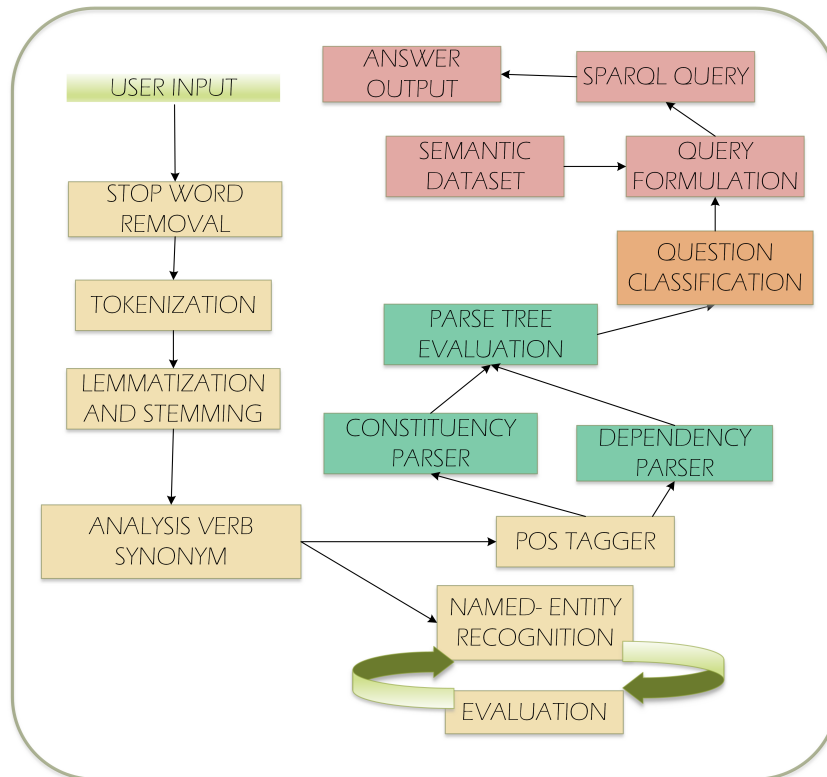 USER INPUT
STOP WORD
REMOVAL
TOKENIZATION
LEMMATIZATION
AND STEMMING
ANALYSIS VERB
SYNONYM
POS TAGGER
NAMED- ENTITY
RECOGNITION
EVALUATION
CONSTITUENCY
PARSER
DEPENDENCY
PARSER
PARSE TREE
EVALUATION
QUESTION
CLASSIFICATION
SEMANTIC
DATASET
QUERY
FORMULATION
SPARQL QUERY
ANSWER
OUTPUT